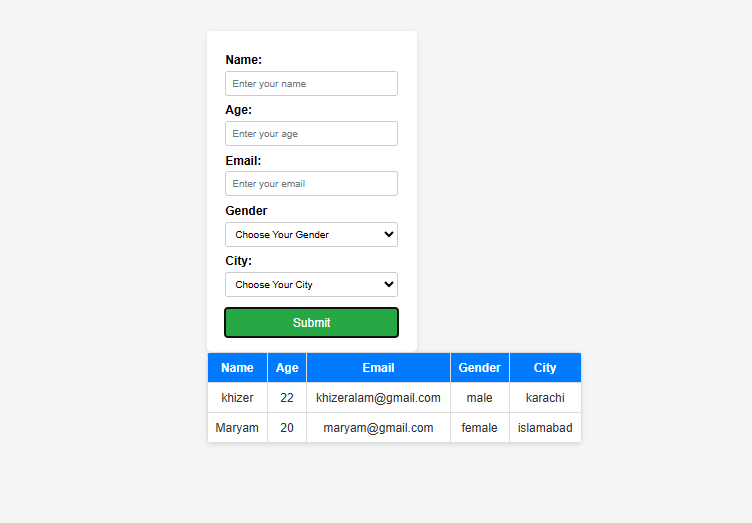 Name:
Enter your name
Age:
Enter your age
Email:
Enter your email
Gender
Choose Your Gender
City:
Choose Your City
Submit
Name Age Email Gender City
khizer 22 khizeralam@gmail.com male karachi
Maryam 20 maryam@gmail.com female islamabad